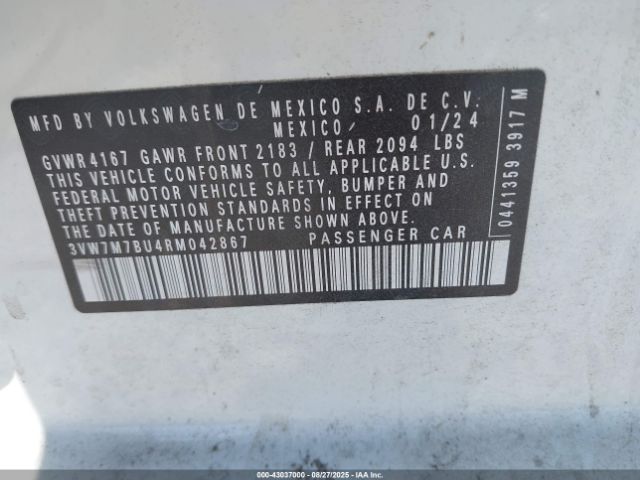 MFD BY VOLKSWAGEN DE MEXICO S.A. DE C.V.
MEXICO/ 01/24
GVWR 4167 GAWR FRONT 2183 / REAR 2094 LBS
THIS VEHICLE CONFORMS TO ALL APPLICABLE U.S.
FEDERAL MOTOR VEHICLE SAFETY, BUMPER AND
THEFT PREVENTION STANDARDS IN EFFECT ON
THE DATE OF MANUFACTURE SHOWN ABOVE.
3VW7M7BU4RM042867 PASSENGER CAR
0441359 3917 M
000-43037000 - 08/27/2025 - COPYRIGHT IAA, LLC.